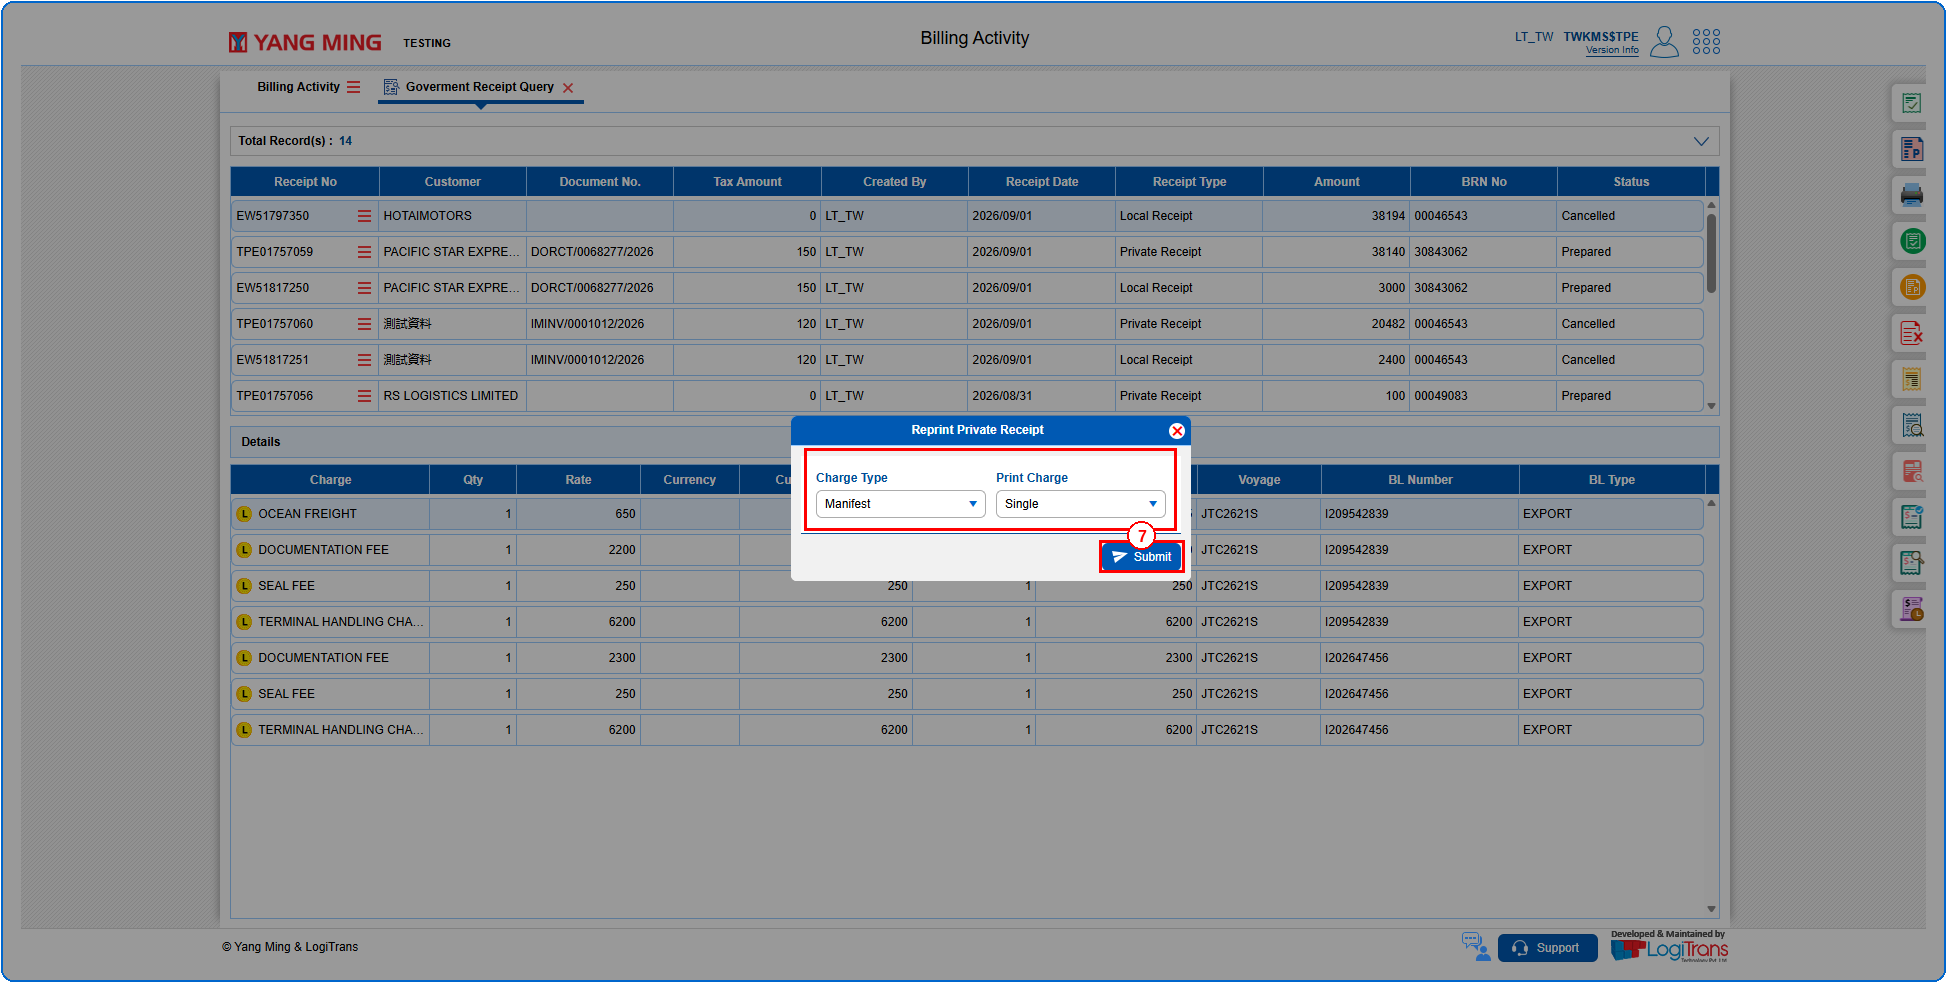 YANG MING TESTING
Billing Activity
LT_TW TWKMS$TPE
Version Info
Billing Activity Goverment Receipt Query
Total Record(s) : 14
Receipt No Customer Document No. Tax Amount Created By Receipt Date Receipt Type Amount BRN No Status
EW51797350 HOTAIMOTORS 0 LT_TW 2026/09/01 Local Receipt 38194 00046543 Cancelled
TPE01757059 PACIFIC STAR EXPRE... DORCT/0068277/2026 150 LT_TW 2026/09/01 Private Receipt 38140 30843062 Prepared
EW51817250 PACIFIC STAR EXPRE... DORCT/0068277/2026 150 LT_TW 2026/09/01 Local Receipt 3000 30843062 Prepared
TPE01757060 測試資料 IMINV/0001012/2026 120 LT_TW 2026/09/01 Private Receipt 20482 00046543 Cancelled
EW51817251 測試資料 IMINV/0001012/2026 120 LT_TW 2026/09/01 Local Receipt 2400 00046543 Cancelled
TPE01757056 RS LOGISTICS LIMITED 0 LT_TW 2026/08/31 Private Receipt 100 00049083 Prepared
Reprint Private Receipt
Charge Type Print Charge
Manifest Single
7
Submit
Details
Charge Qty Rate Currency Cu Voyage BL Number BL Type
L OCEAN FREIGHT 1 650 JTC2621S I209542839 EXPORT
L DOCUMENTATION FEE 1 2200 JTC2621S I209542839 EXPORT
L SEAL FEE 1 250 250 1 250 JTC2621S I209542839 EXPORT
L TERMINAL HANDLING CHA... 1 6200 6200 1 6200 JTC2621S I209542839 EXPORT
L DOCUMENTATION FEE 1 2300 2300 1 2300 JTC2621S I202647456 EXPORT
L SEAL FEE 1 250 250 1 250 JTC2621S I202647456 EXPORT
L TERMINAL HANDLING CHA... 1 6200 6200 1 6200 JTC2621S I202647456 EXPORT
© Yang Ming & LogiTrans
Support
Developed & Maintained by
LogiTrans
Technology Pvt. Ltd.